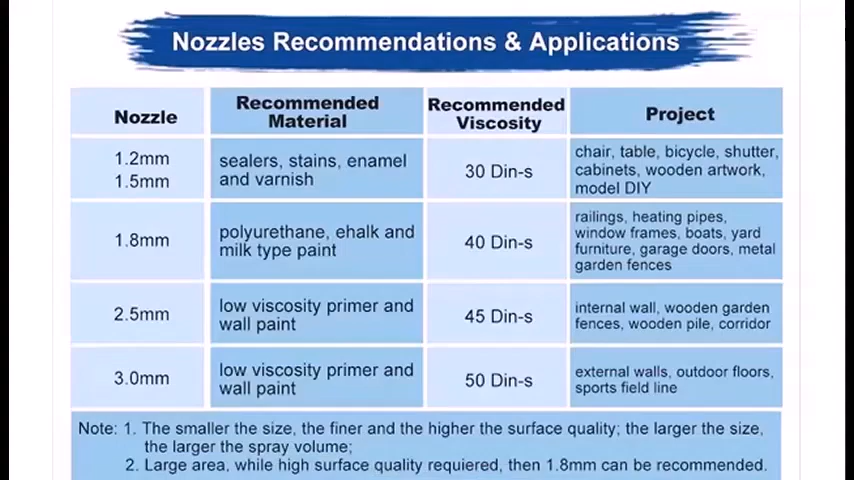 Nozzles Recommendations & Applications
Nozzle
Recommended
Material
Recommended
Viscosity
Project
1.2mm
1.5mm
sealers, stains, enamel
and varnish
30 Din-s
chair, table, bicycle, shutter,
cabinets, wooden artwork,
model DIY
1.8mm
polyurethane, ehalk and
milk type paint
40 Din-s
railings, heating pipes,
window frames, boats, yard
furniture, garage doors, metal
garden fences
2.5mm
low viscosity primer and
wall paint
45 Din-s
internal wall, wooden garden
fences, wooden pile, corridor
3.0mm
low viscosity primer and
wall paint
50 Din-s
external walls, outdoor floors,
sports field line
Note: 1. The smaller the size, the finer and the higher the surface quality; the larger the size,
the larger the spray volume;
2. Large area, while high surface quality requiered, then 1.8mm can be recommended.